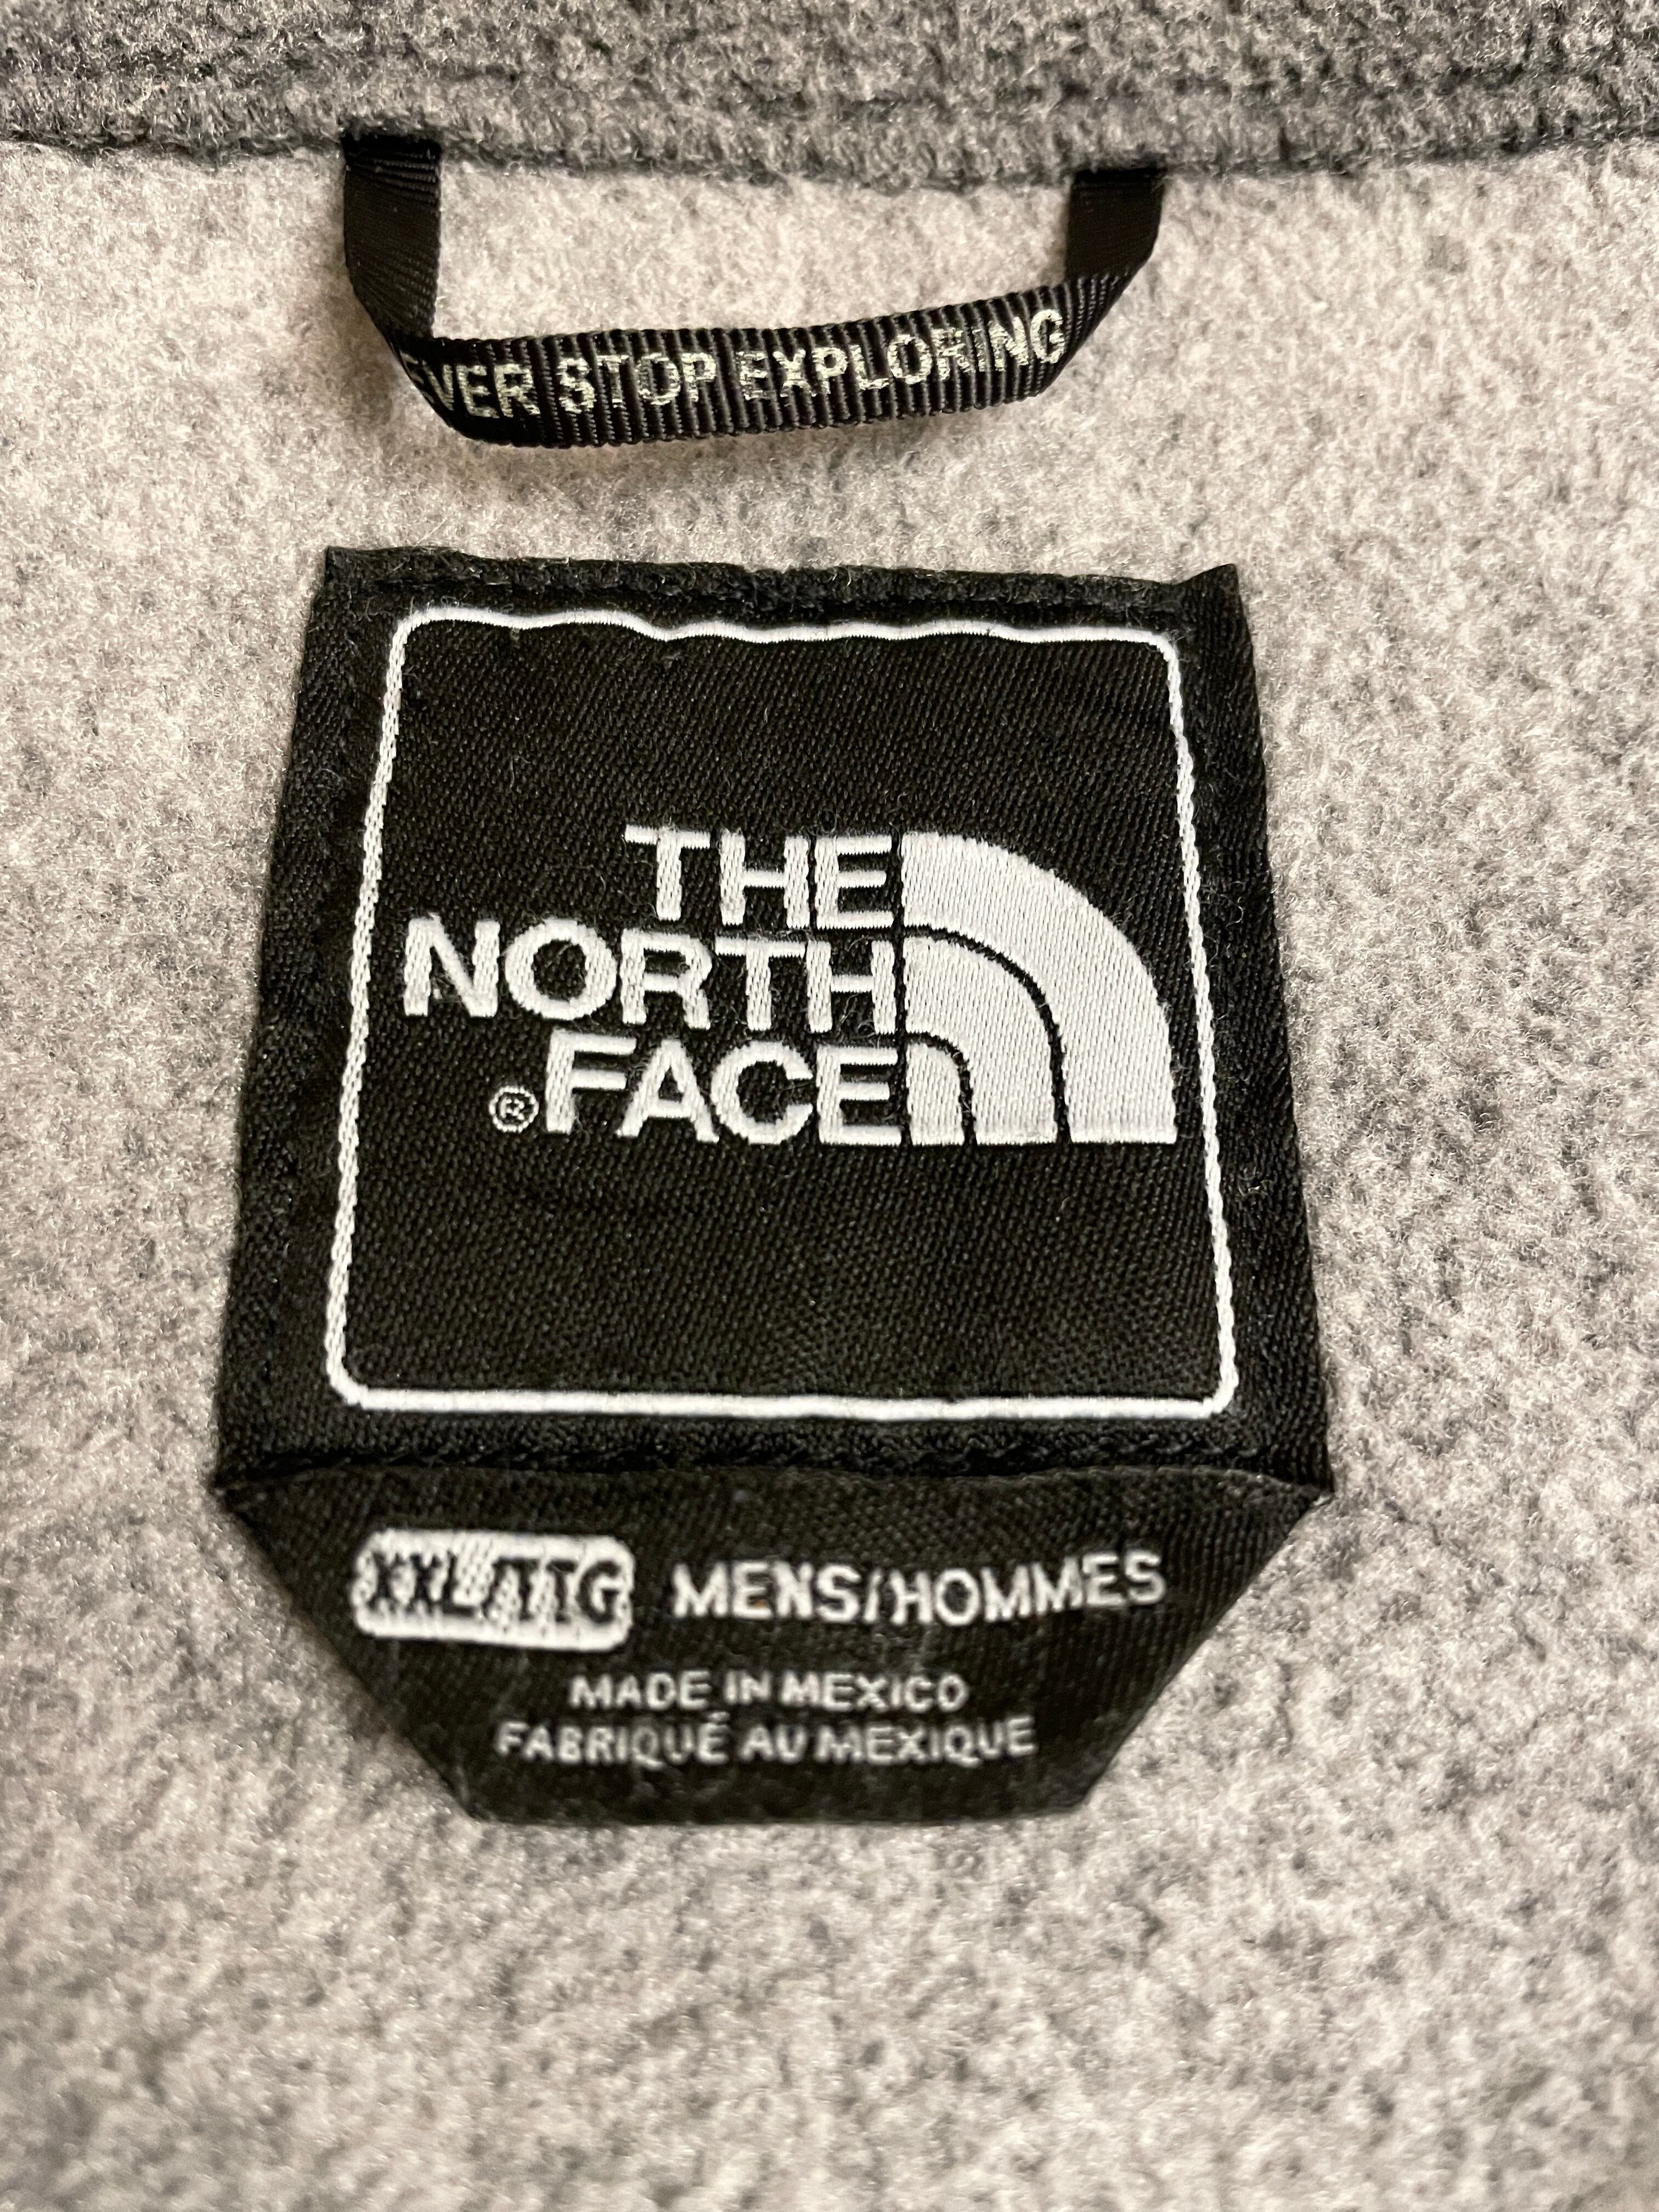 EVER STOP EXPLORING
THE
NORTH
® FACE
XXL/TTG MENS/HOMMES
MADE IN MEXICO
FABRIQUÉ AU MEXIQUE